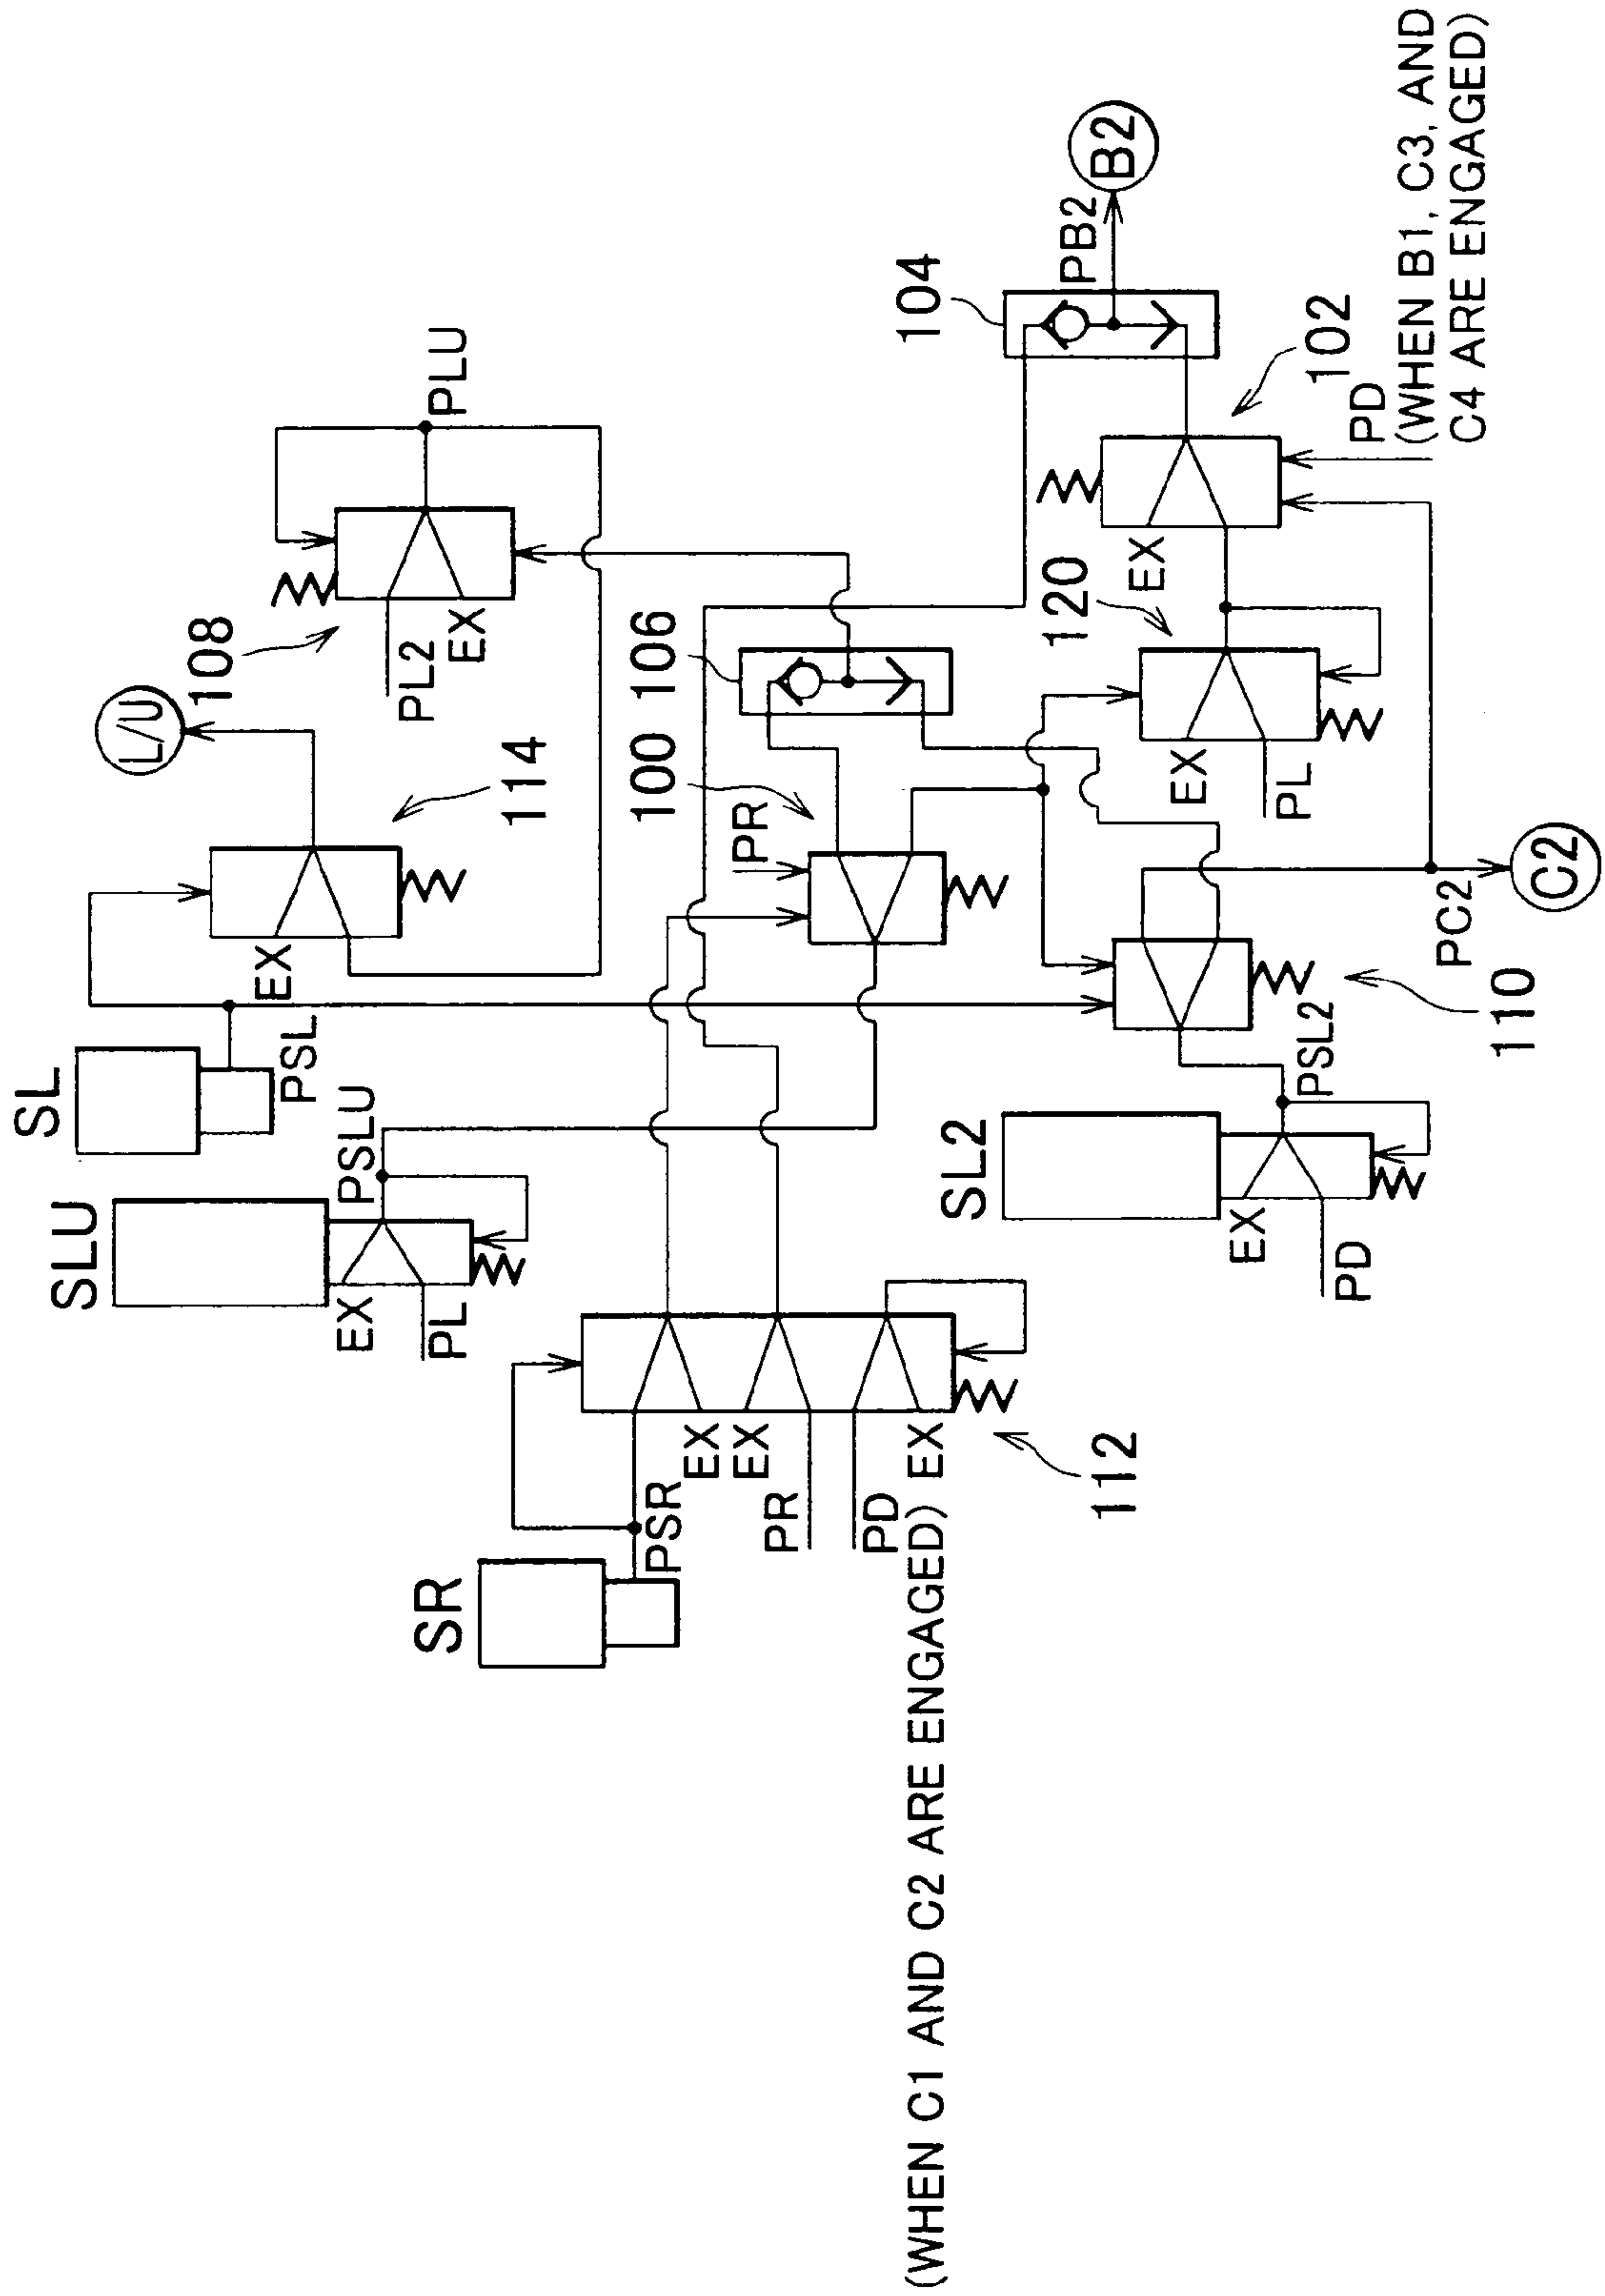 SL
PSL
EX
114
L/U
108
PL2
EX
PLU
SLU
EX
PL
PSLU
SR
PSR
EX
EX
PR
PD
EX
(WHEN C1 AND C2 ARE ENGAGED)
112
PR
100
106
104
PB2
B2
SL2
EX
PD
PSL2
110
PC2
C2
EX
PL
120
EX
102
PD
(WHEN B1, C3, AND
C4 ARE ENGAGED)